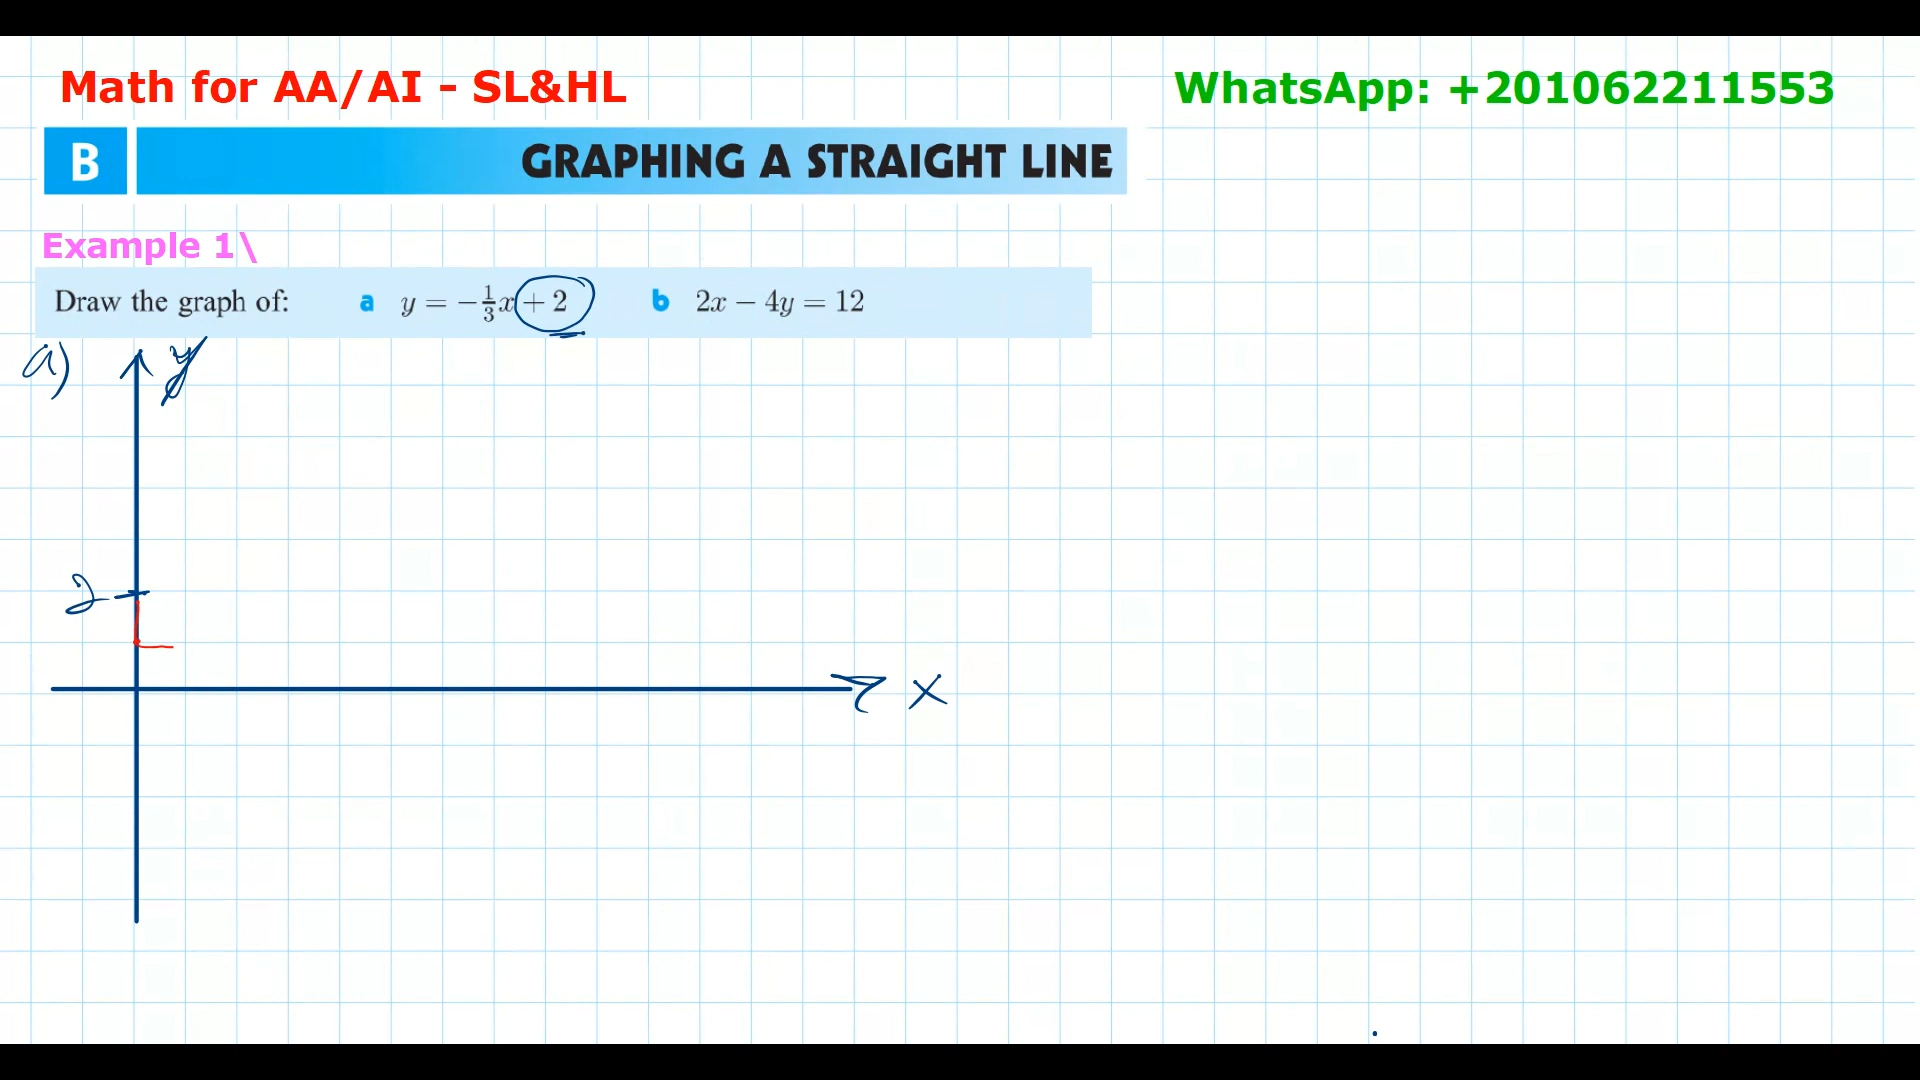 Math for AA/AI - SL&HL
WhatsApp: +201062211553
B GRAPHING A STRAIGHT LINE
Example 1\
Draw the graph of: a y = −⅓x + 2 b 2x − 4y = 12
a)
y
2
x